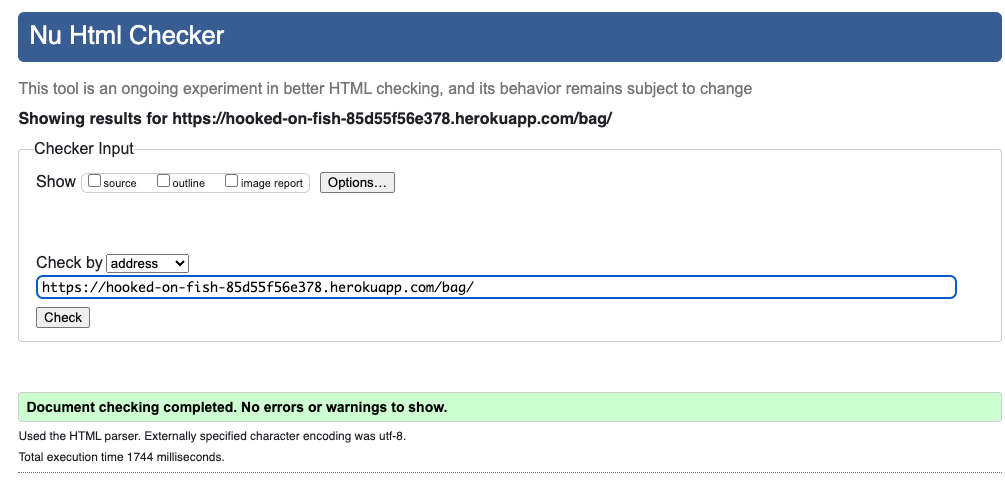 Nu Html Checker
This tool is an ongoing experiment in better HTML checking, and its behavior remains subject to change
Showing results for https://hooked-on-fish-85d55f56e378.herokuapp.com/bag/
Checker Input
Show source outline image report Options...
Check by address
https://hooked-on-fish-85d55f56e378.herokuapp.com/bag/
Check
Document checking completed. No errors or warnings to show.
Used the HTML parser. Externally specified character encoding was utf-8.
Total execution time 1744 milliseconds.